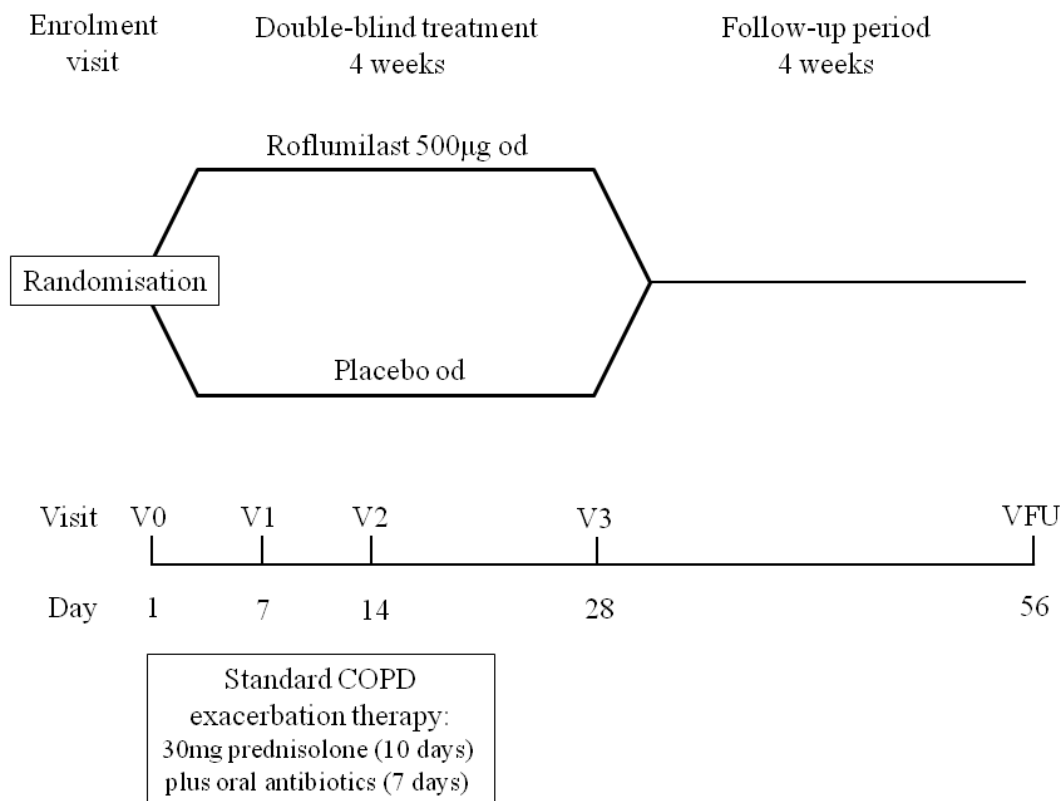 Enrolment
visit
Double-blind treatment
4 weeks
Follow-up period
4 weeks
Roflumilast 500µg od
Randomisation
Placebo od
Visit V0 V1 V2 V3 VFU
Day 1 7 14 28 56
Standard COPD
exacerbation therapy:
30mg prednisolone (10 days)
plus oral antibiotics (7 days)